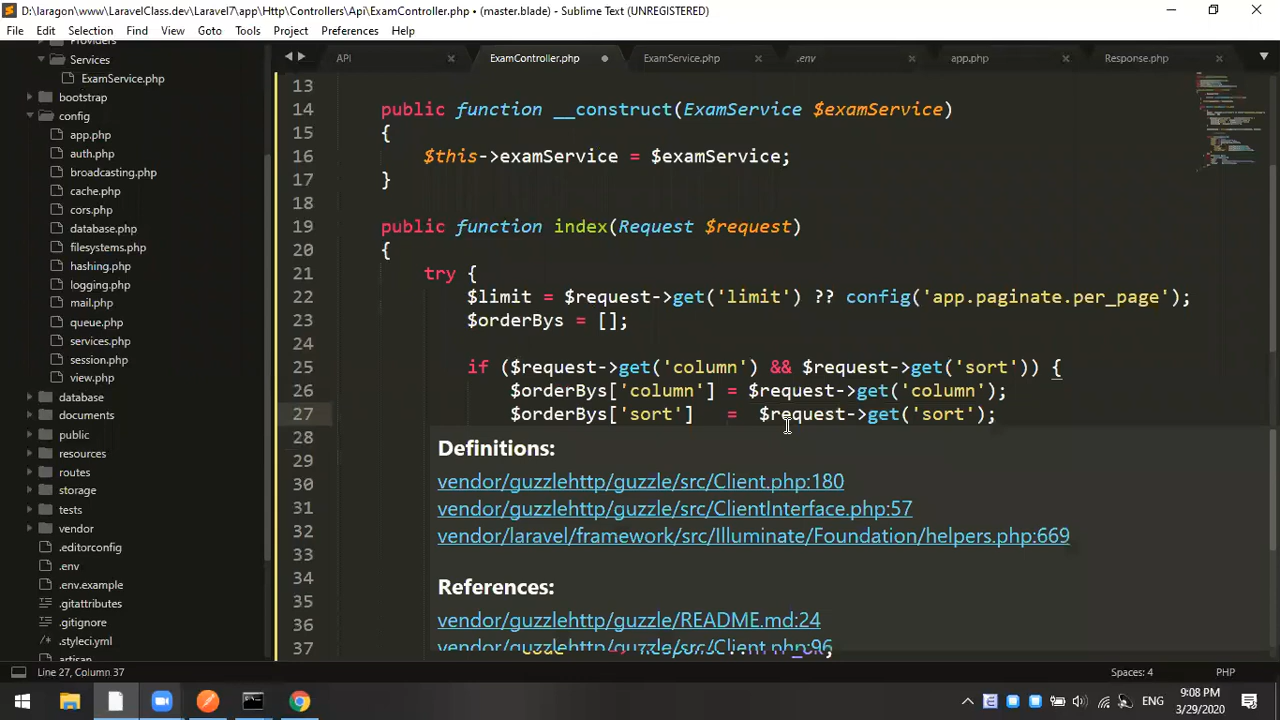 D:\laragon\www\LaravelClass.dev\Laravel7\app\Http\Controllers\Api\ExamController.php • (master.blade) - Sublime Text (UNREGISTERED)
File Edit Selection Find View Goto Tools Project Preferences Help
API ExamController.php ExamService.php .env app.php Response.php
Providers
Services
ExamService.php
bootstrap
config
app.php
auth.php
broadcasting.php
cache.php
cors.php
database.php
filesystems.php
hashing.php
logging.php
mail.php
queue.php
services.php
session.php
view.php
database
documents
public
resources
routes
storage
tests
vendor
.editorconfig
.env
.env.example
.gitattributes
.gitignore
.styleci.yml
artisan
13
14 public function __construct(ExamService $examService)
15 {
16 $this->examService = $examService;
17 }
18
19 public function index(Request $request)
20 {
21 try {
22 $limit = $request->get('limit') ?? config('app.paginate.per_page');
23 $orderBys = [];
24
25 if ($request->get('column') && $request->get('sort')) {
26 $orderBys['column'] = $request->get('column');
27 $orderBys['sort'] = $request->get('sort');
28
29
30
31
32
33
34
35
36
37
Definitions:
vendor/guzzlehttp/guzzle/src/Client.php:180
vendor/guzzlehttp/guzzle/src/ClientInterface.php:57
vendor/laravel/framework/src/Illuminate/Foundation/helpers.php:669
References:
vendor/guzzlehttp/guzzle/README.md:24
vendor/guzzlehttp/guzzle/src/Client.php:96
Line 27, Column 37
Spaces: 4
PHP
ENG
9:08 PM
3/29/2020